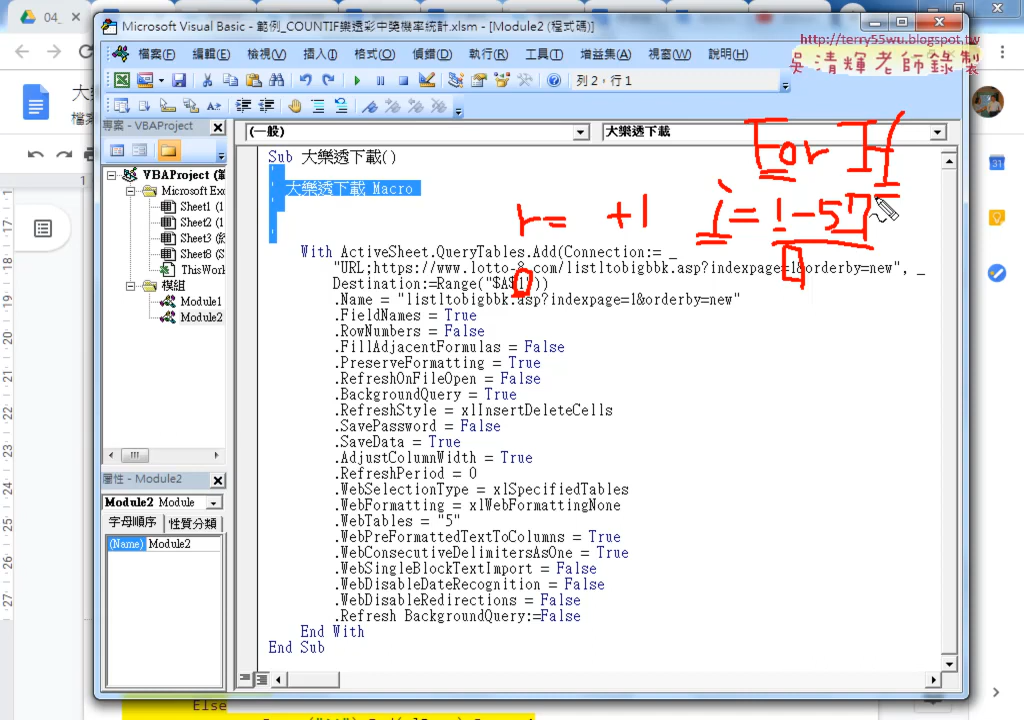 Microsoft Visual Basic - 範例_COUNTIF樂透彩中獎機率統計.xlsm - [Module2 (程式碼)]
http://terry55wu.blogspot.tw
吳清輝老師錄製
檔案(F) 編輯(E) 檢視(V) 插入(I) 格式(O) 偵錯(D) 執行(R) 工具(T) 增益集(A) 視窗(W) 說明(H)
列 2，行 1
專案 - VBAProject
(一般)
大樂透下載
VBAProject (範
Microsoft Exc
Sheet1 (1
Sheet2 (1
Sheet8 (S
ThisWork
模組
Module1
Module2
屬性 - Module2
Module2 Module
字母順序 性質分類
(Name) Module2
Sub 大樂透下載()
'
' 大樂透下載 Macro
'
'
With ActiveSheet.QueryTables.Add(Connection:= _
"URL;https://www.lotto-8.com/listltobigbbk.asp?indexpage=1&orderby=new", _
Destination:=Range("$A$1"))
.Name = "listltobigbbk.asp?indexpage=1&orderby=new"
.FieldNames = True
.RowNumbers = False
.FillAdjacentFormulas = False
.PreserveFormatting = True
.RefreshOnFileOpen = False
.BackgroundQuery = True
.RefreshStyle = xlInsertDeleteCells
.SavePassword = False
.SaveData = True
.AdjustColumnWidth = True
.RefreshPeriod = 0
.WebSelectionType = xlSpecifiedTables
.WebFormatting = xlWebFormattingNone
.WebTables = "5"
.WebPreFormattedTextToColumns = True
.WebConsecutiveDelimitersAsOne = True
.WebSingleBlockTextImport = False
.WebDisableDateRecognition = False
.WebDisableRedirections = False
.Refresh BackgroundQuery:=False
End With
End Sub
For If
r= +1 i=1-57
04_
檔案
Else